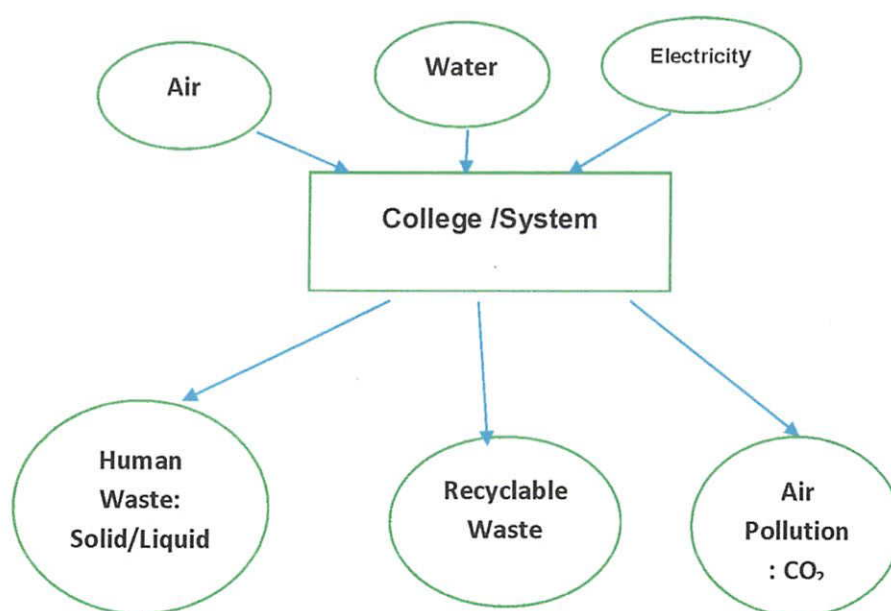 Air
Water
Electricity
College /System
Human
Waste:
Solid/Liquid
Recyclable
Waste
Air
Pollution
: CO₂